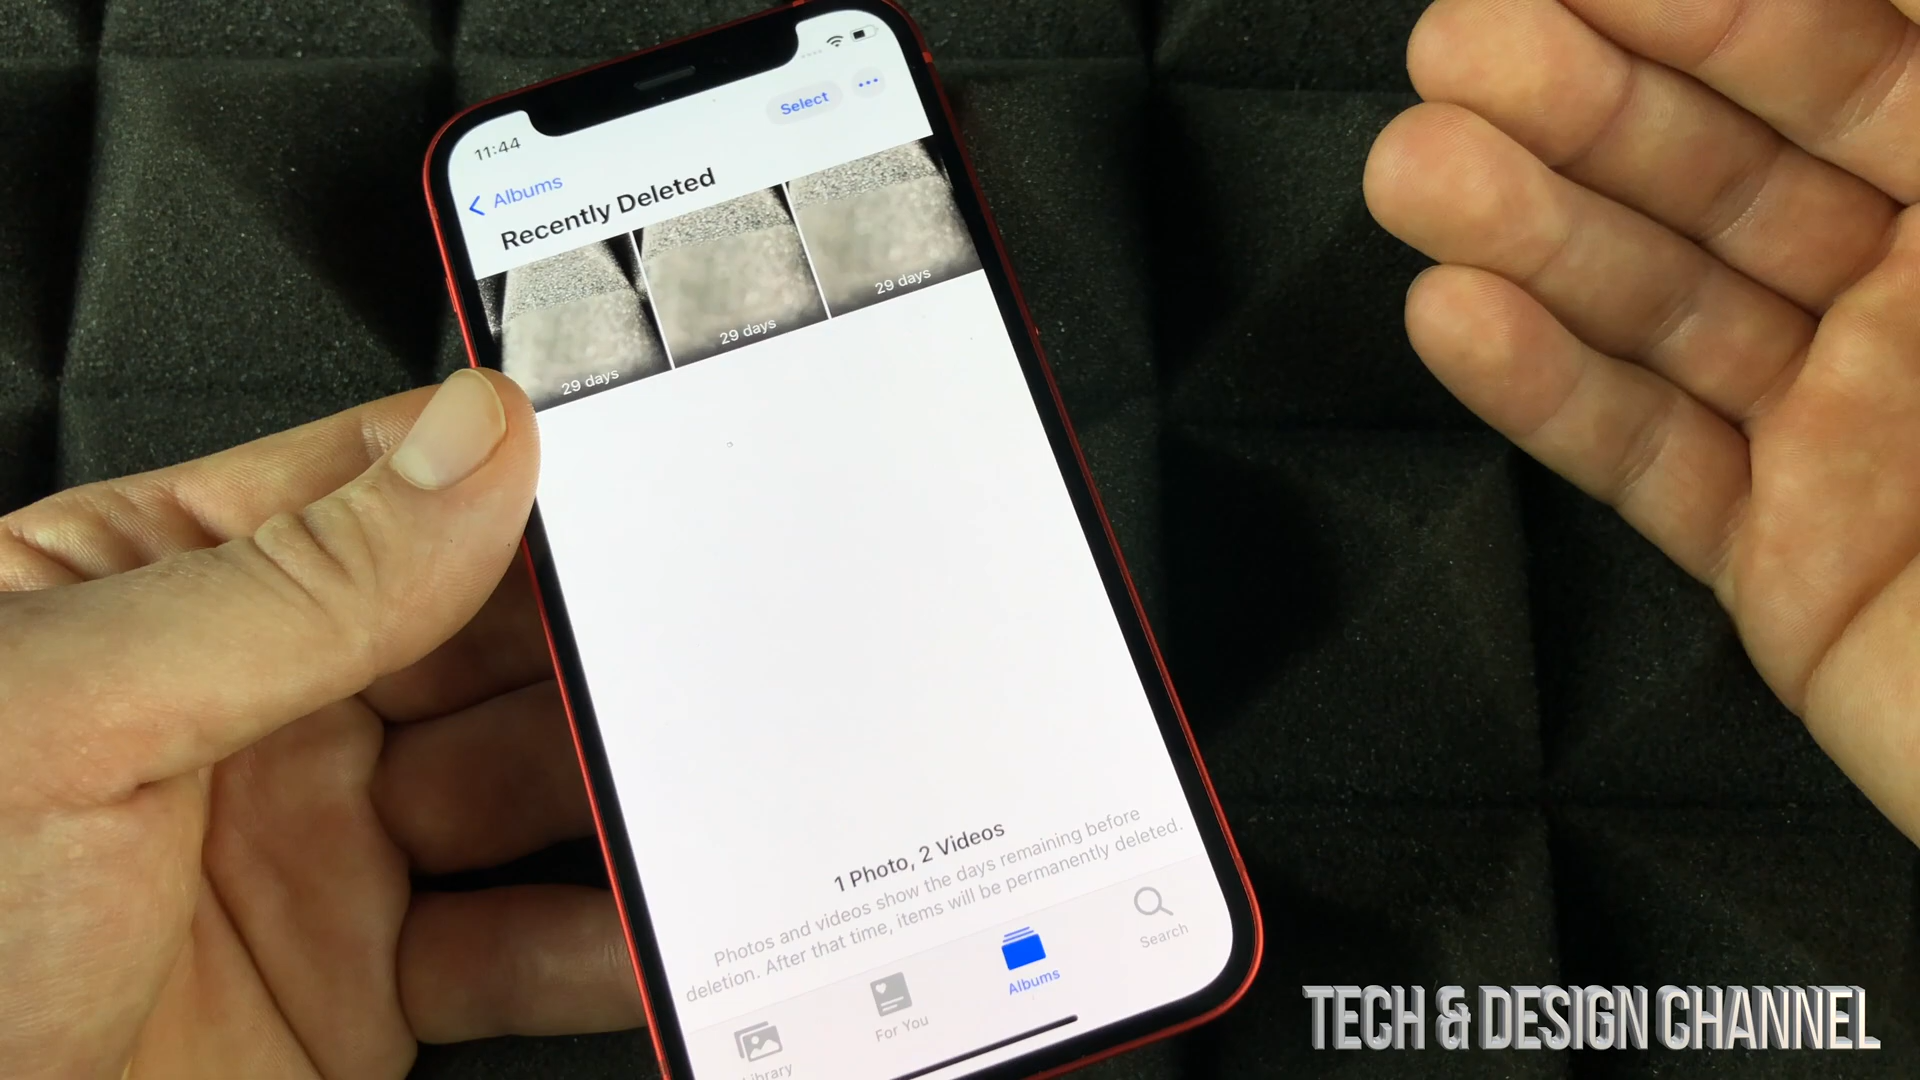 11:44
Select
Albums
Recently Deleted
29 days
29 days
29 days
1 Photo, 2 Videos
Photos and videos show the days remaining before
deletion. After that time, items will be permanently deleted.
Library
For You
Albums
Search
TECH & DESIGN CHANNEL